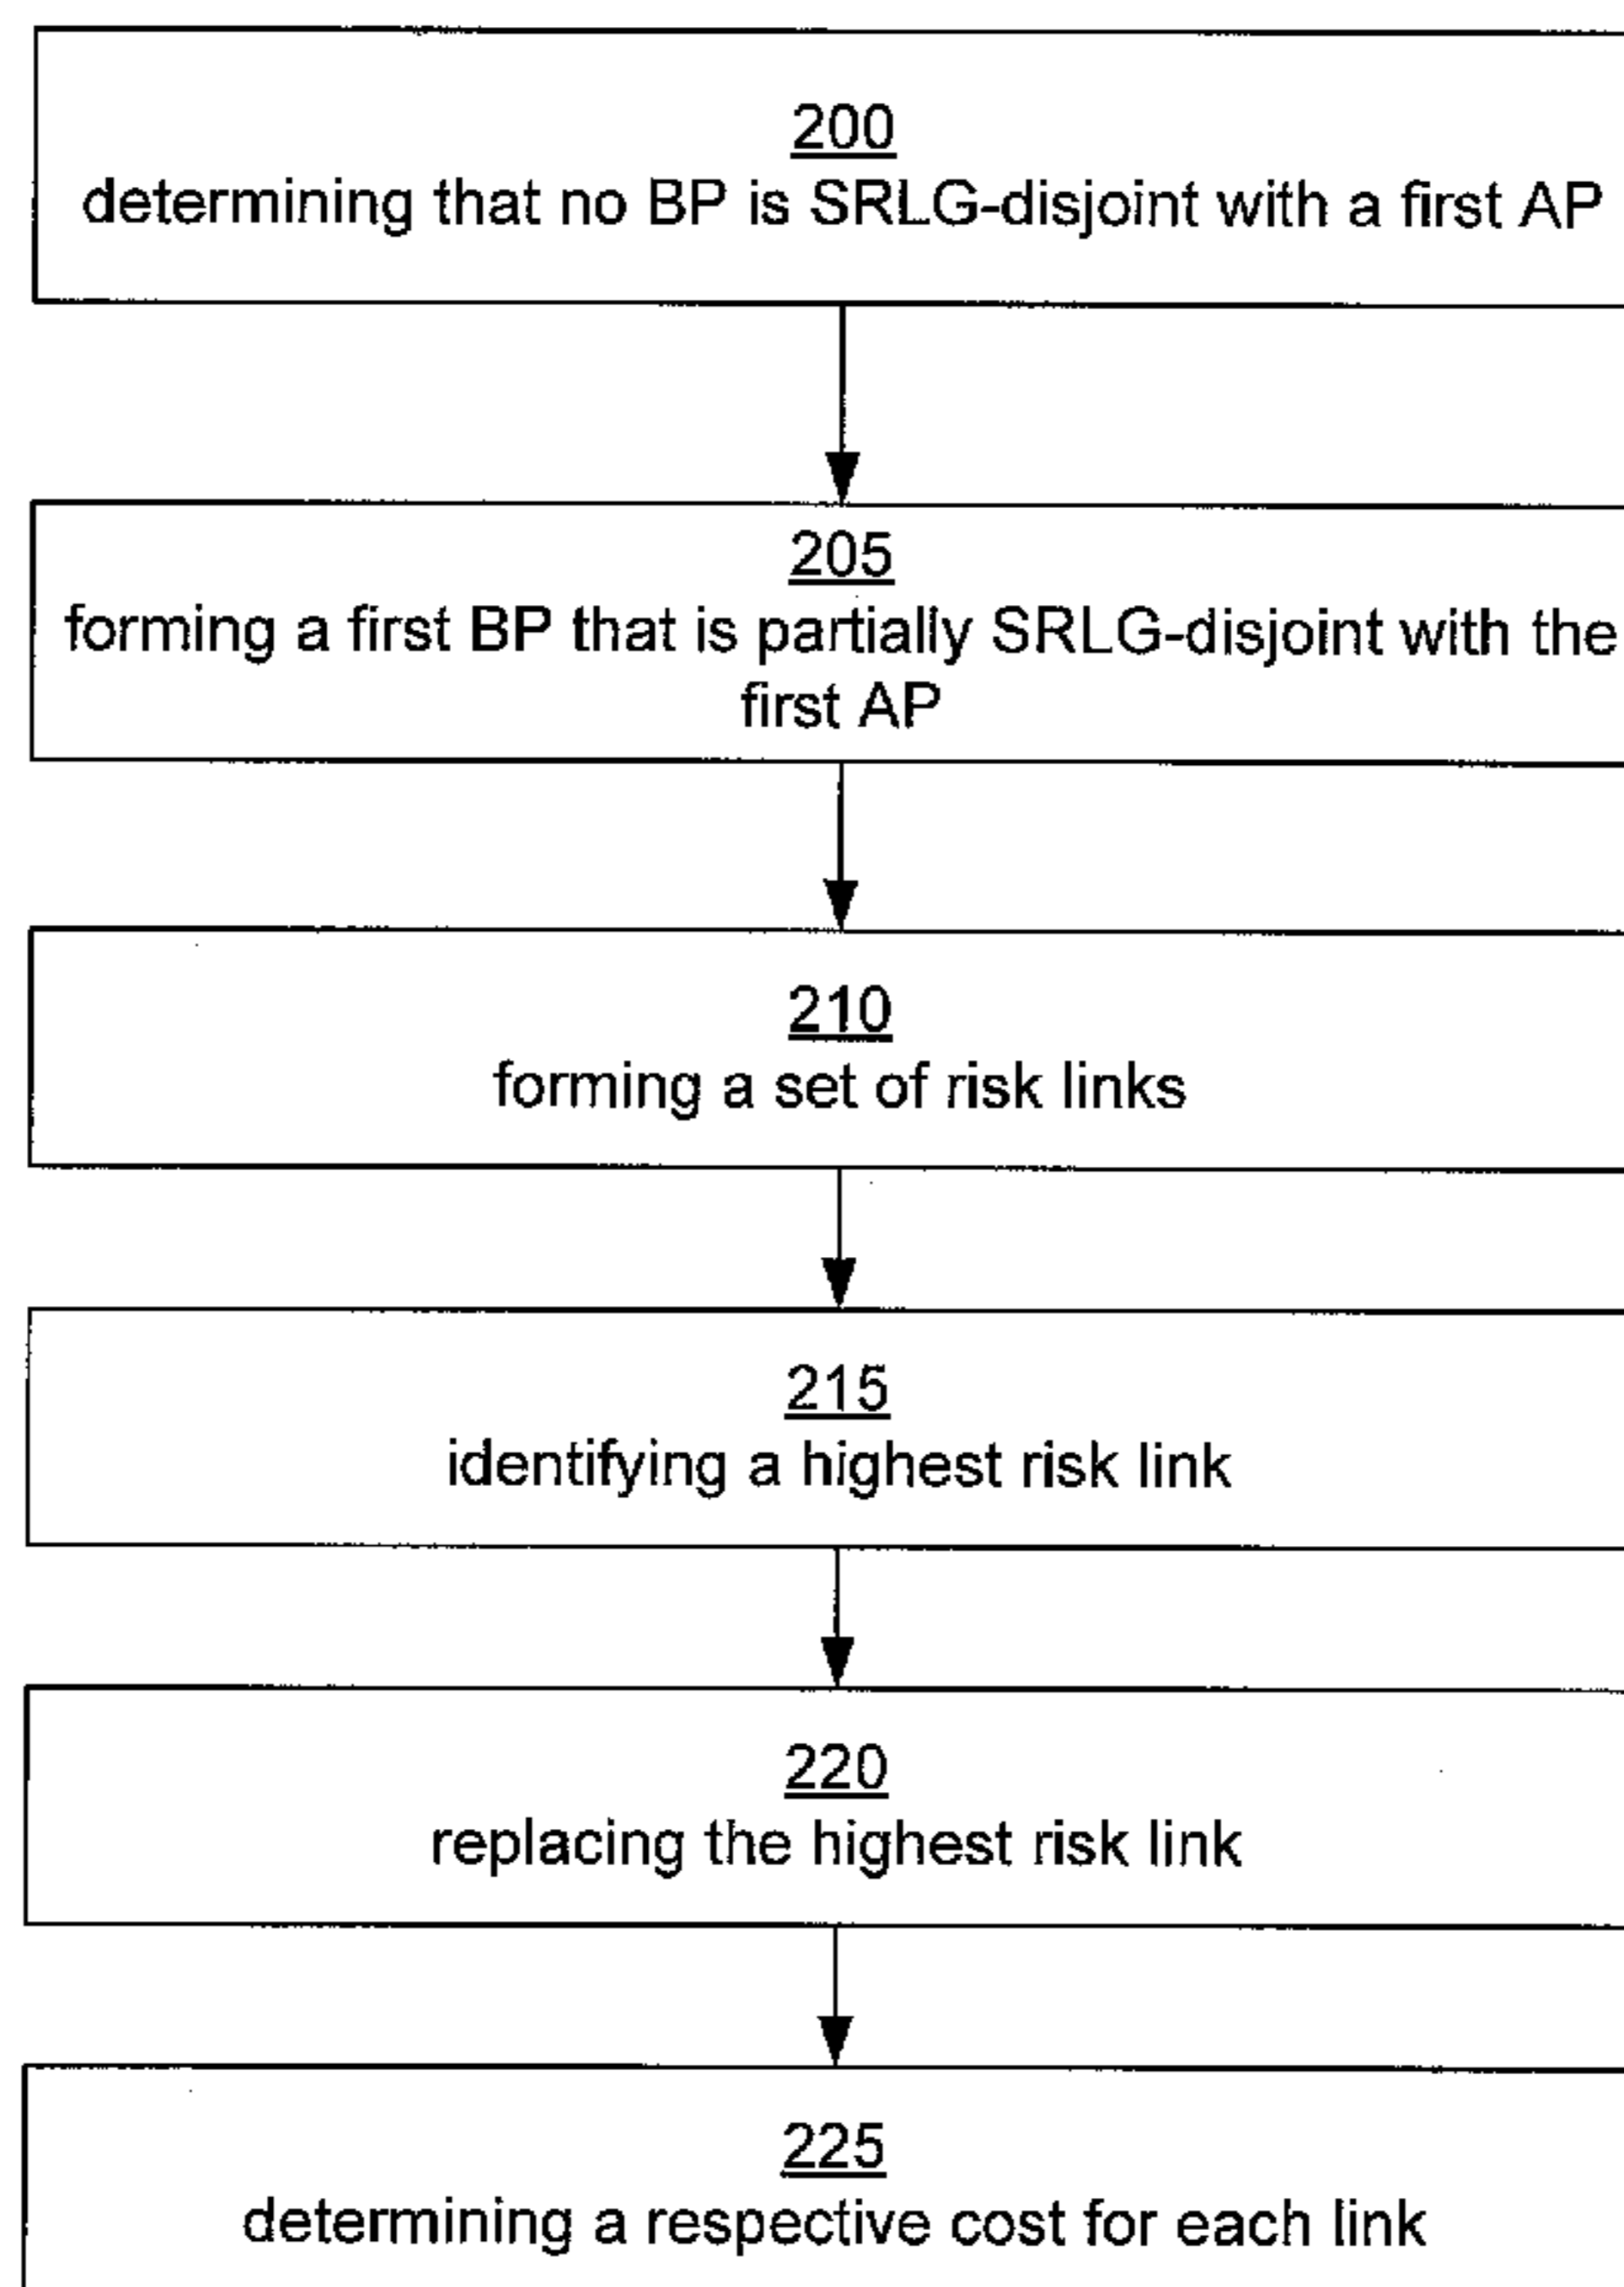 200
determining that no BP is SRLG-disjoint with a first AP
205
forming a first BP that is partially SRLG-disjoint with the
first AP
210
forming a set of risk links
215
identifying a highest risk link
220
replacing the highest risk link
225
determining a respective cost for each link